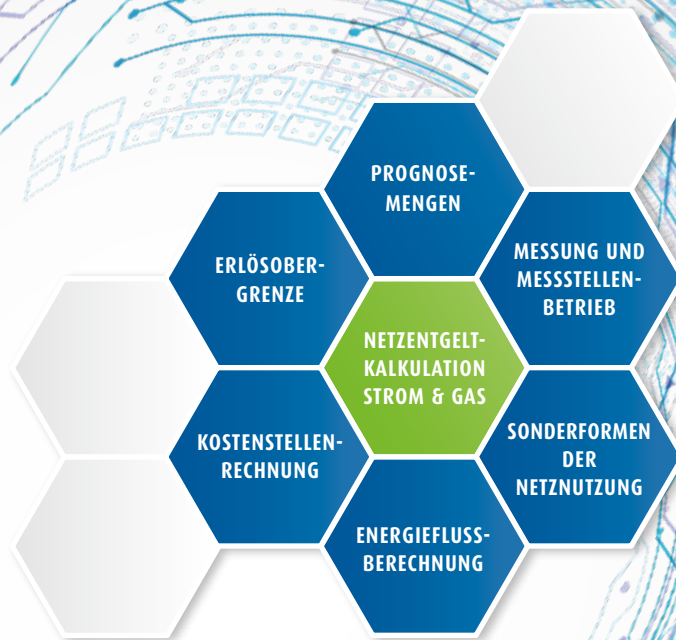 PROGNOSE-
MENGEN
ERLÖSOBER-
GRENZE
MESSUNG UND
MESSSTELLEN-
BETRIEB
NETZENTGELT-
KALKULATION
STROM & GAS
KOSTENSTELLEN-
RECHNUNG
SONDERFORMEN
DER
NETZNUTZUNG
ENERGIEFLUSS-
BERECHNUNG